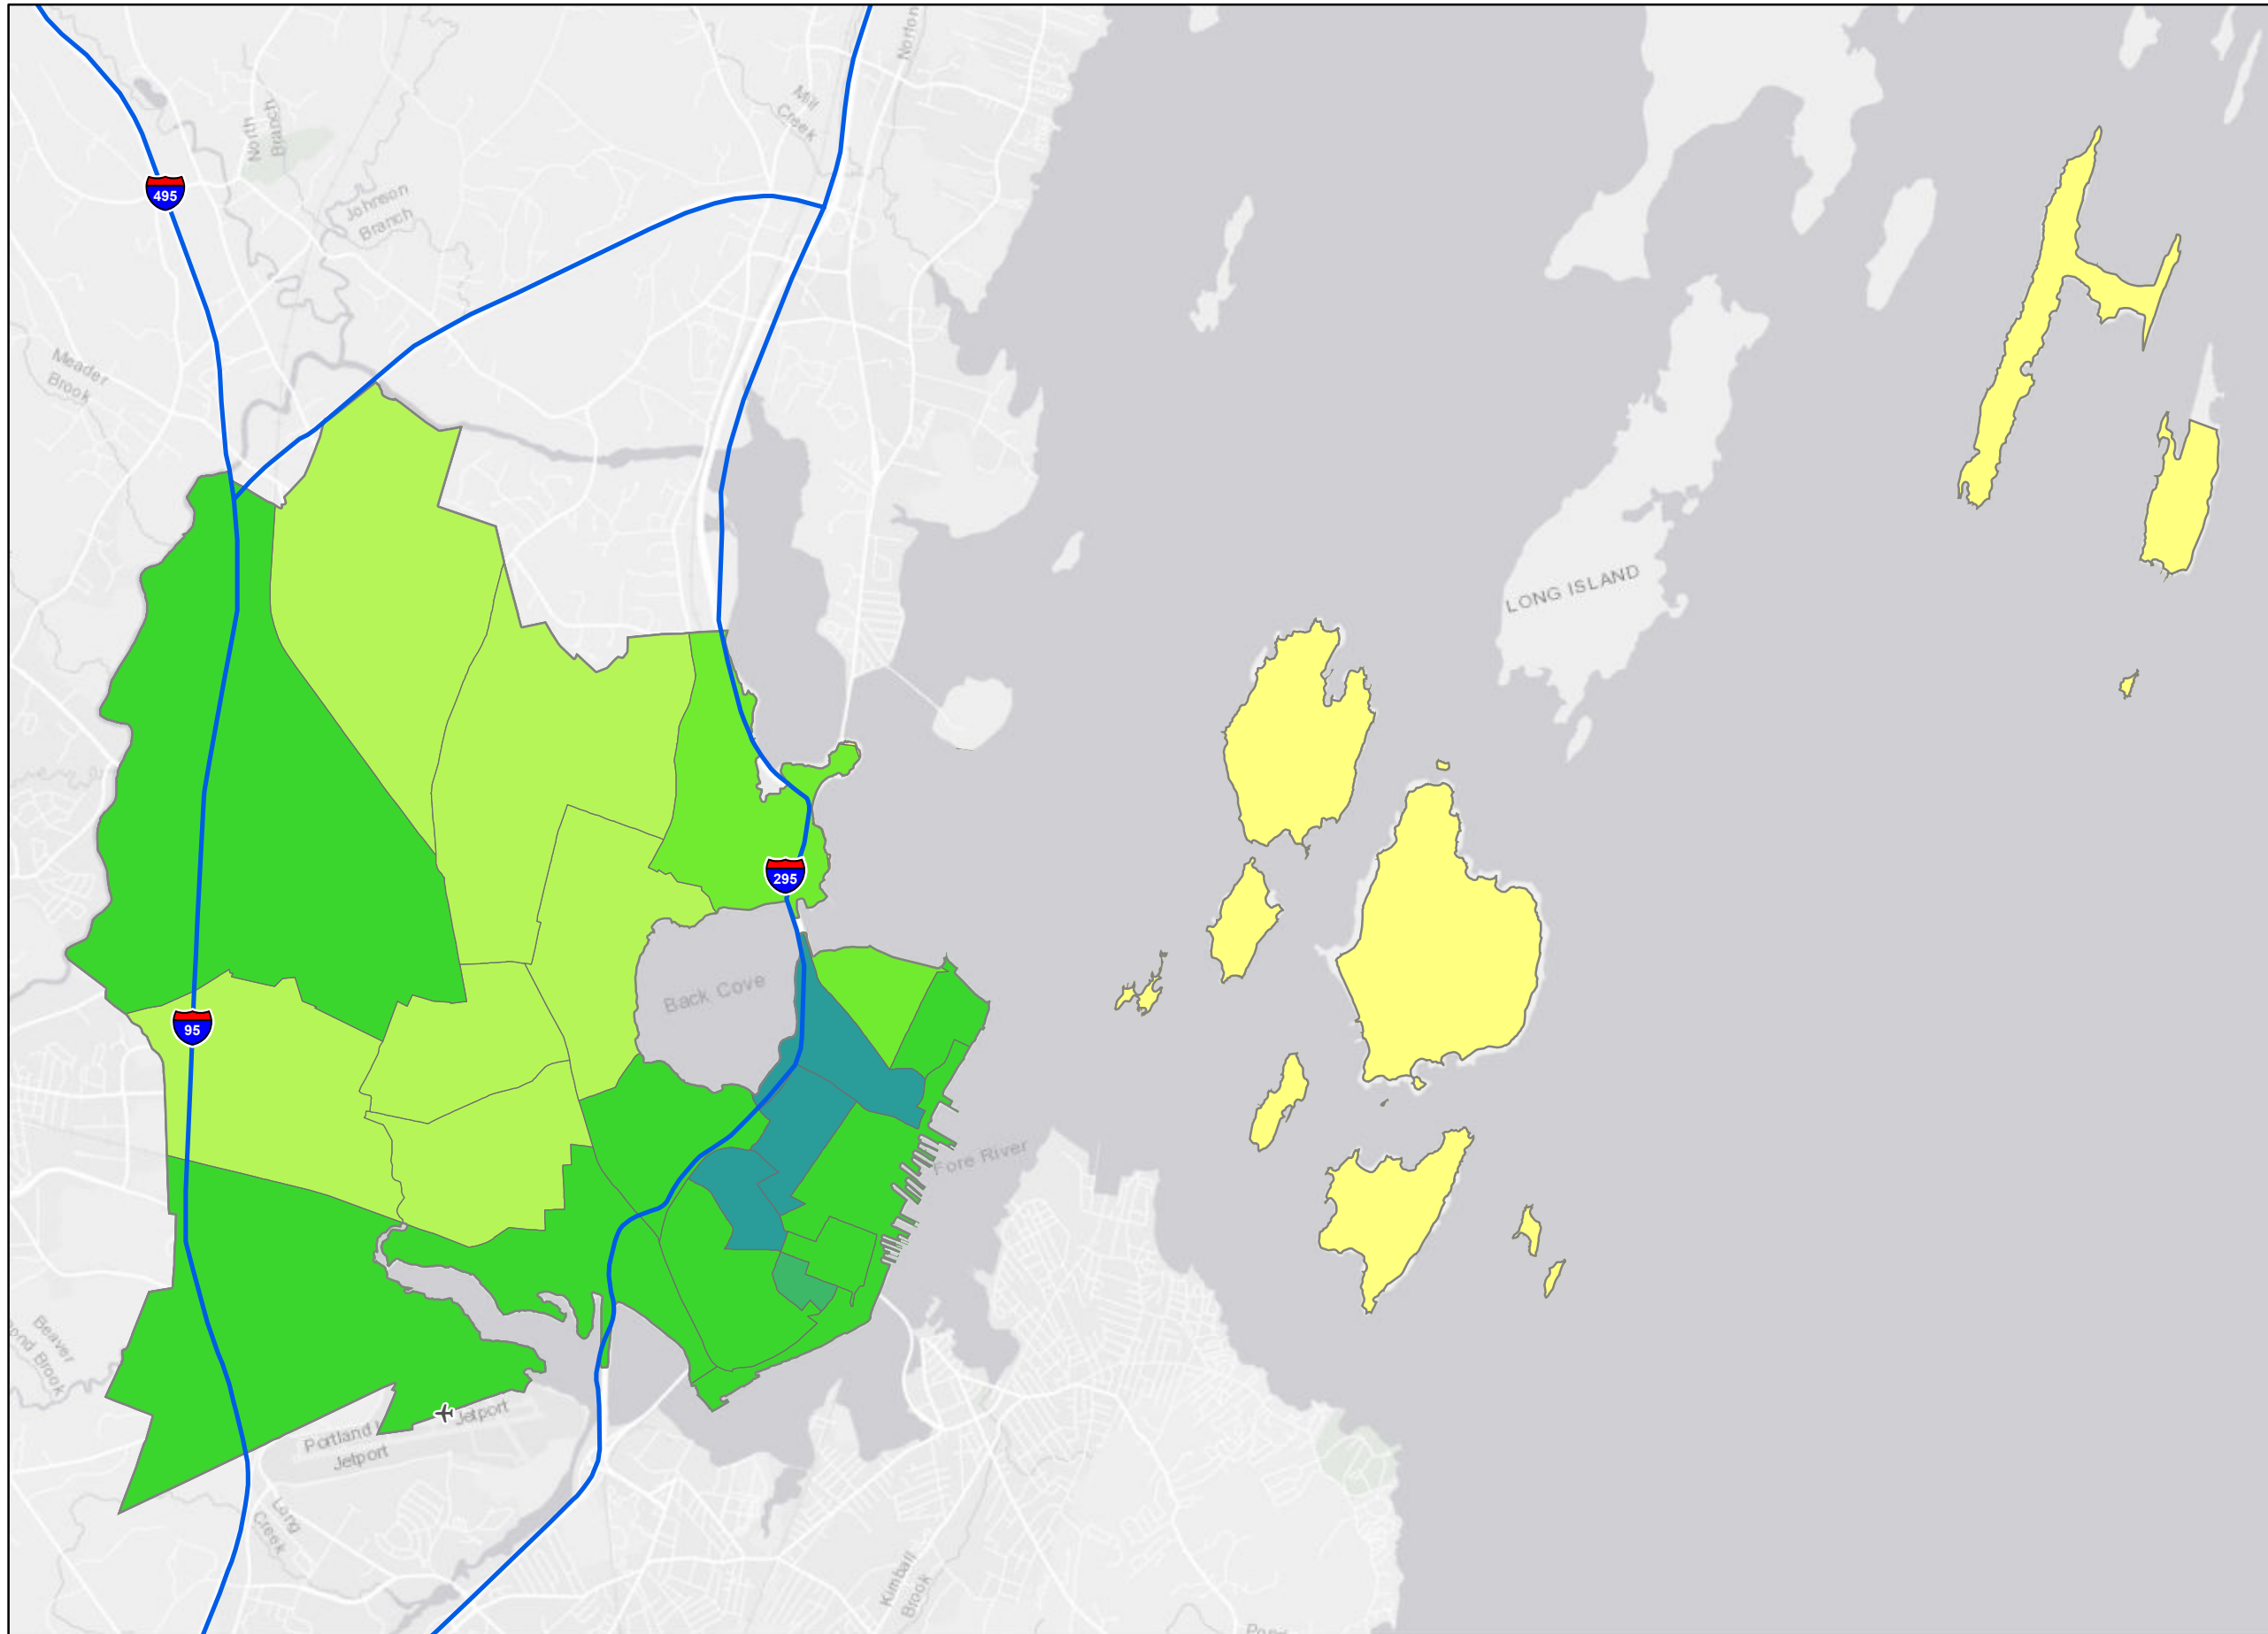 Norton
Mill
Creek
North
Branch
495
Johnson
Branch
Meader
Brook
LONG ISLAND
295
Back Cove
95
Fore River
Beaver
Pond Brook
Portland
Jetport
Jetport
Long
Creek
Kimball
Brook